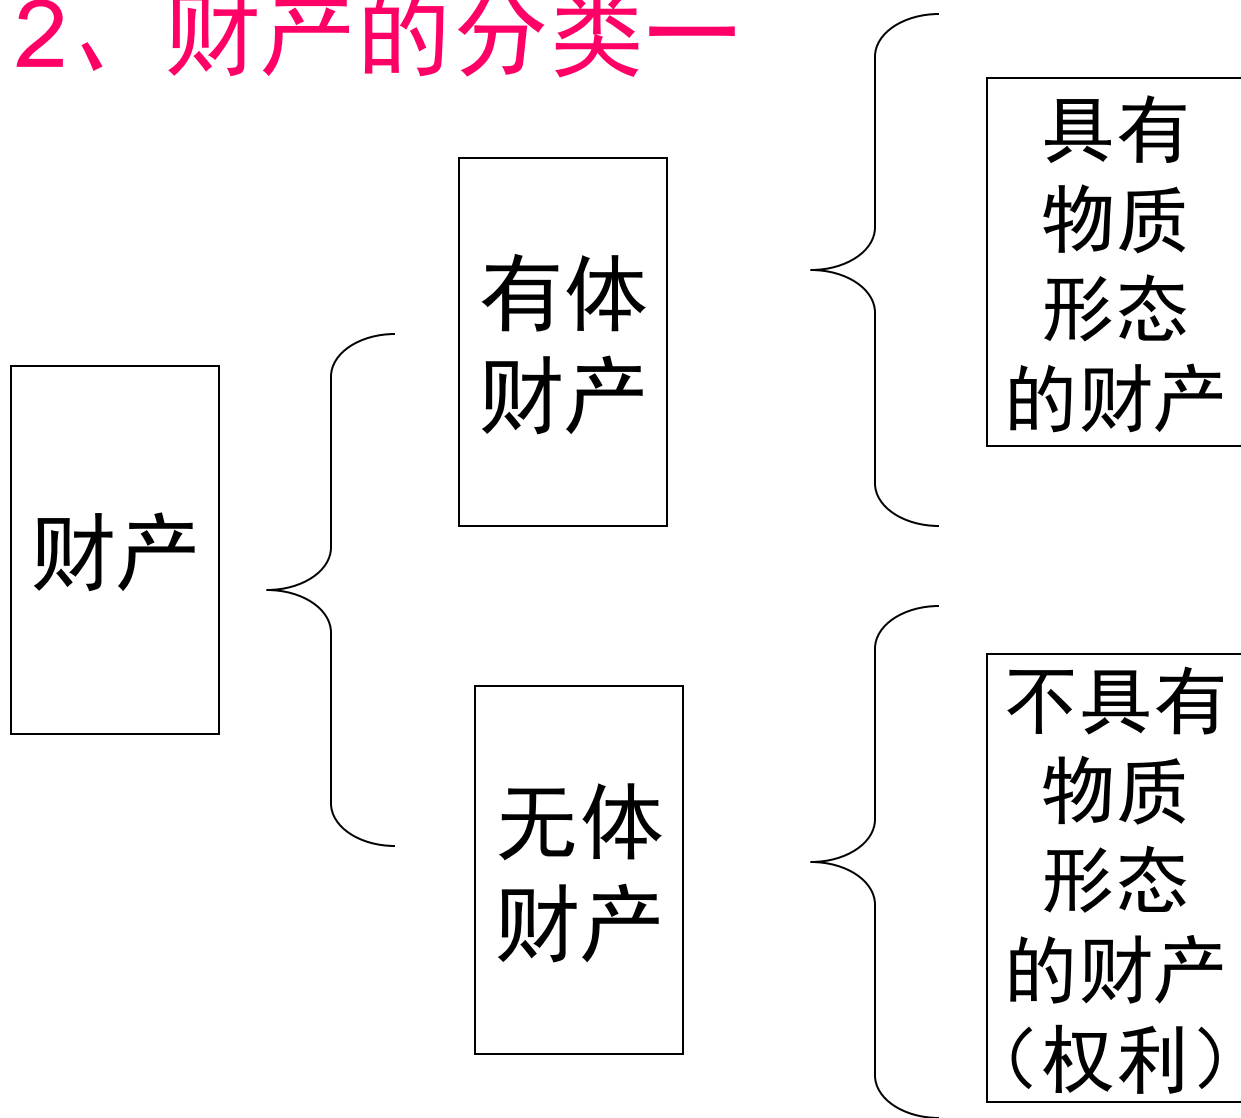 2、财产的分类一
财产
有体
财产
具有
物质
形态
的财产
无体
财产
不具有
物质
形态
的财产
（权利）